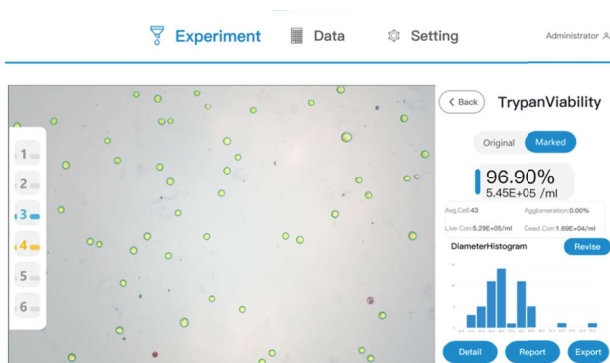 Experiment
Data
Setting
Administrator
Back
TrypanViability
Original
Marked
96.90%
5.45E+05 /ml
1
2
3
4
5
6
Avg.Cell:43
Agglomeration:0.00%
Live Con:5.29E+05/ml
Dead Con:1.69E+04/ml
DiameterHistogram
Revise
Detail
Report
Export